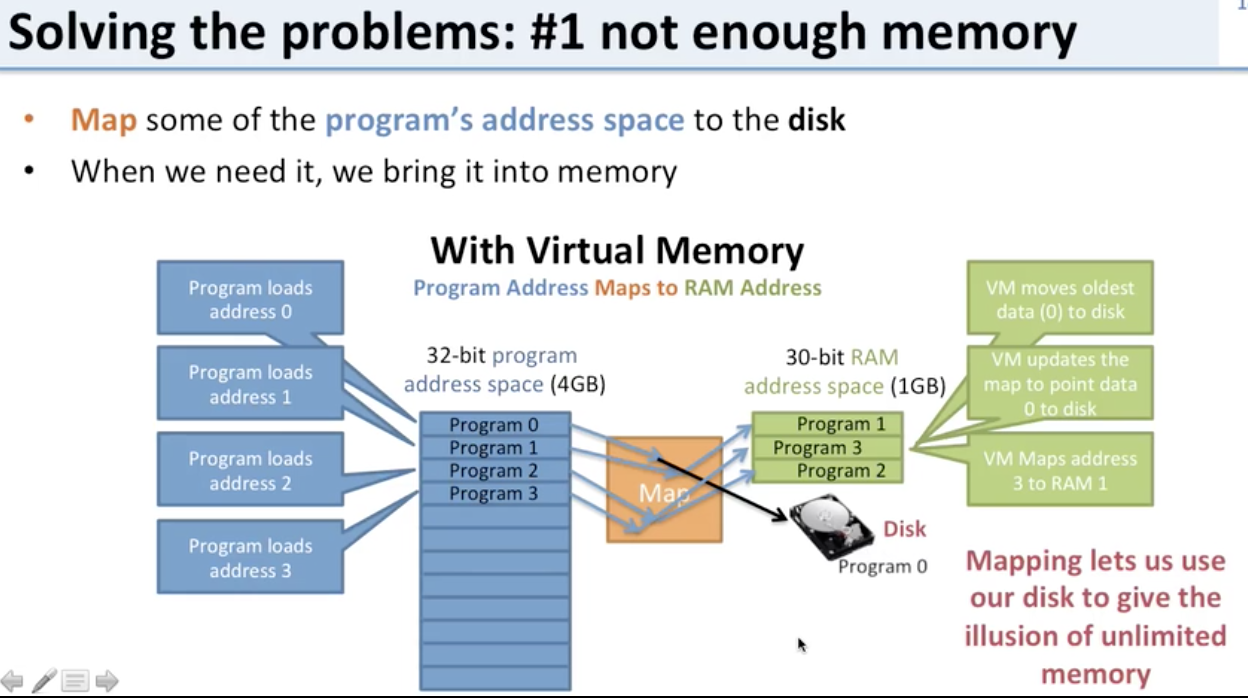 Solving the problems: #1 not enough memory
• Map some of the program's address space to the disk
• When we need it, we bring it into memory
With Virtual Memory
Program Address Maps to RAM Address
Program loads
address 0
Program loads
address 1
Program loads
address 2
Program loads
address 3
32-bit program
address space (4GB)
Program 0
Program 1
Program 2
Program 3
Map
30-bit RAM
address space (1GB)
Program 1
Program 3
Program 2
Disk
Program 0
VM moves oldest
data (0) to disk
VM updates the
map to point data
0 to disk
VM Maps address
3 to RAM 1
Mapping lets us use
our disk to give the
illusion of unlimited
memory